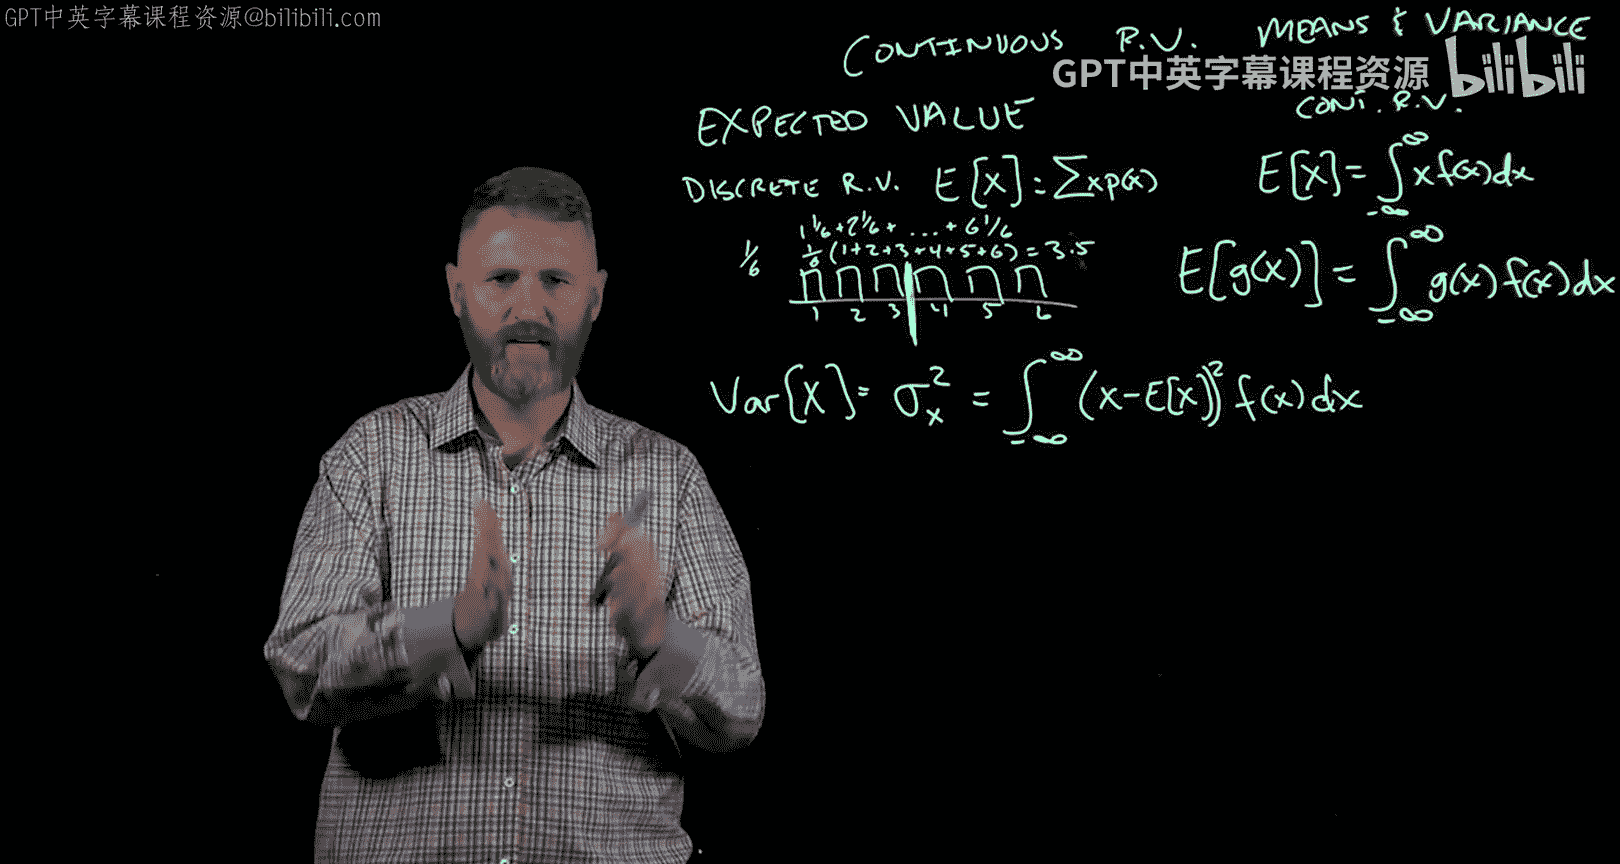 GPT中英字幕课程资源@bilibili.com
CONTINUOUS R.V. MEANS & VARIANCE
GPT中英字幕课程资源 bilibili
EXPECTED VALUE
CONT. R.V.
DISCRETE R.V. E[X] = ∑xp(x)
E[X] = ∫_{-∞}^{∞} x f(x) dx
1 1/6 + 2 1/6 + ... + 6 1/6
1/6 (1+2+3+4+5+6) = 3.5
1/6
1 2 3 4 5 6
E[g(x)] = ∫_{-∞}^{∞} g(x) f(x) dx
Var[X] = σ_x^2 = ∫_{-∞}^{∞} (x-E[X])^2 f(x) dx